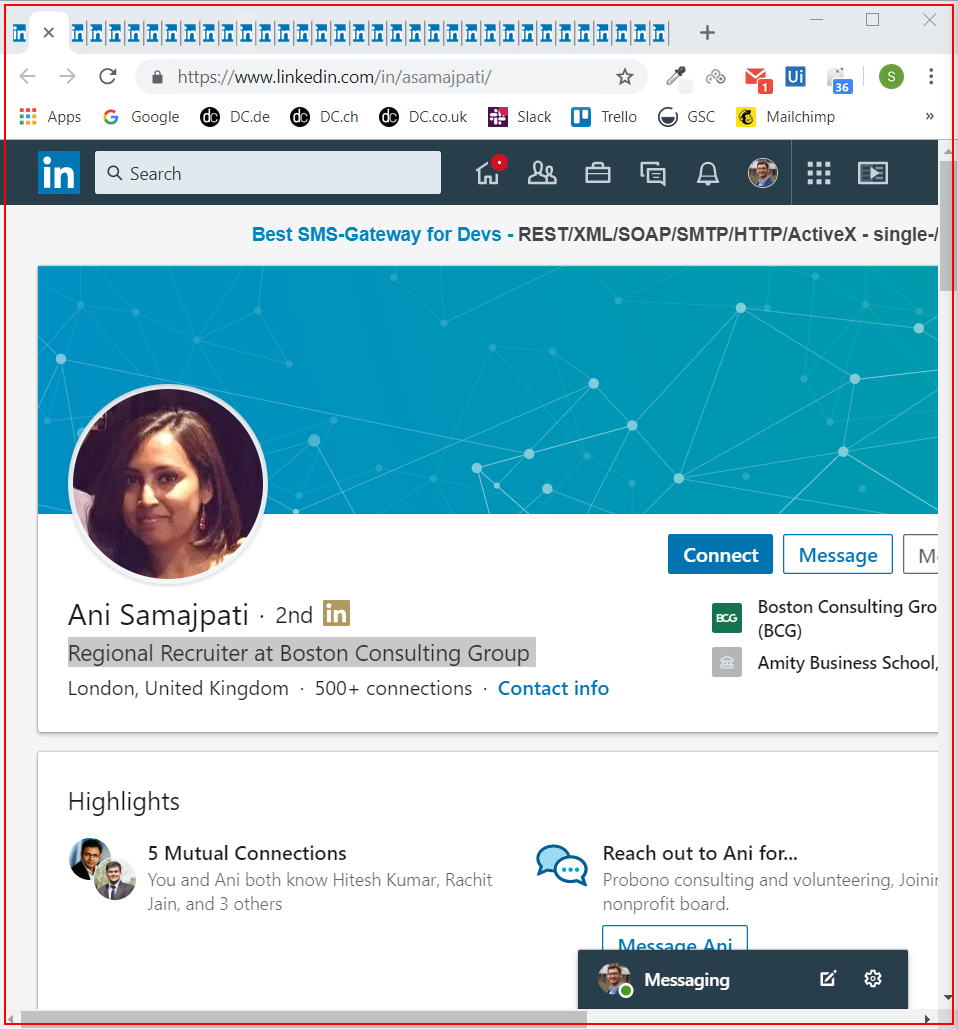 https://www.linkedin.com/in/asamajpati/
1
Ui
36
S
Apps
Google
dc
DC.de
dc
DC.ch
dc
DC.co.uk
Slack
Trello
GSC
Mailchimp
»
in
Search
Best SMS-Gateway for Devs - REST/XML/SOAP/SMTP/HTTP/ActiveX - single-/
Connect
Message
BCG
Boston Consulting Gro
(BCG)
Amity Business School,
Ani Samajpati · 2nd in
Regional Recruiter at Boston Consulting Group
London, United Kingdom · 500+ connections · Contact info
Highlights
5 Mutual Connections
You and Ani both know Hitesh Kumar, Rachit
Jain, and 3 others
Reach out to Ani for...
Probono consulting and volunteering, Joinin
nonprofit board.
Message Ani
Messaging